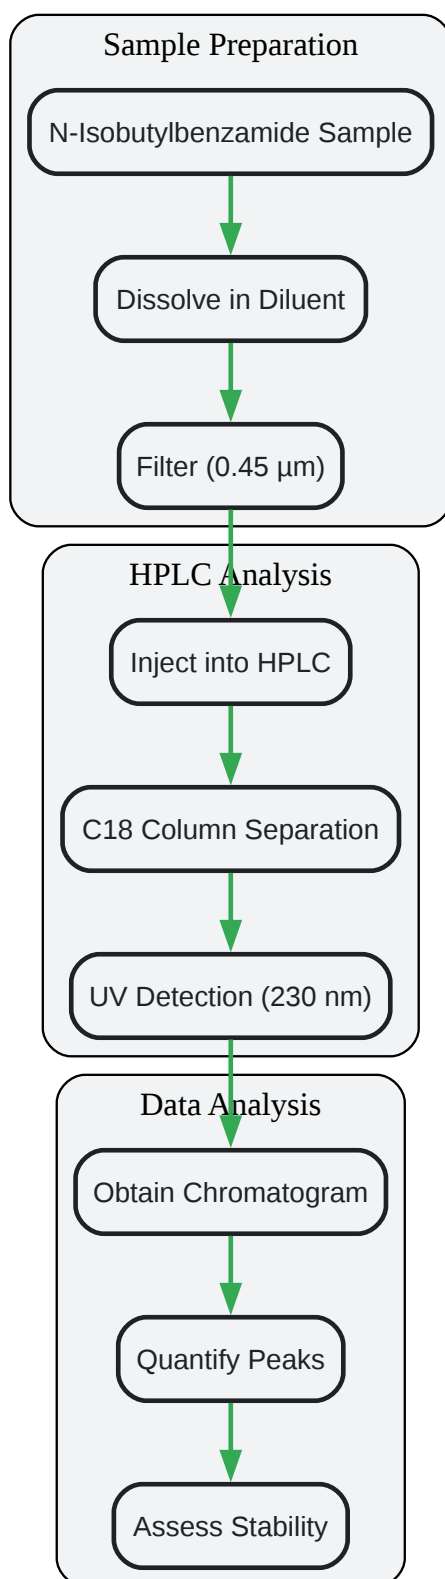 Sample Preparation
N-Isobutylbenzamide Sample
Dissolve in Diluent
Filter (0.45 µm)
HPLC Analysis
Inject into HPLC
C18 Column Separation
UV Detection (230 nm)
Data Analysis
Obtain Chromatogram
Quantify Peaks
Assess Stability